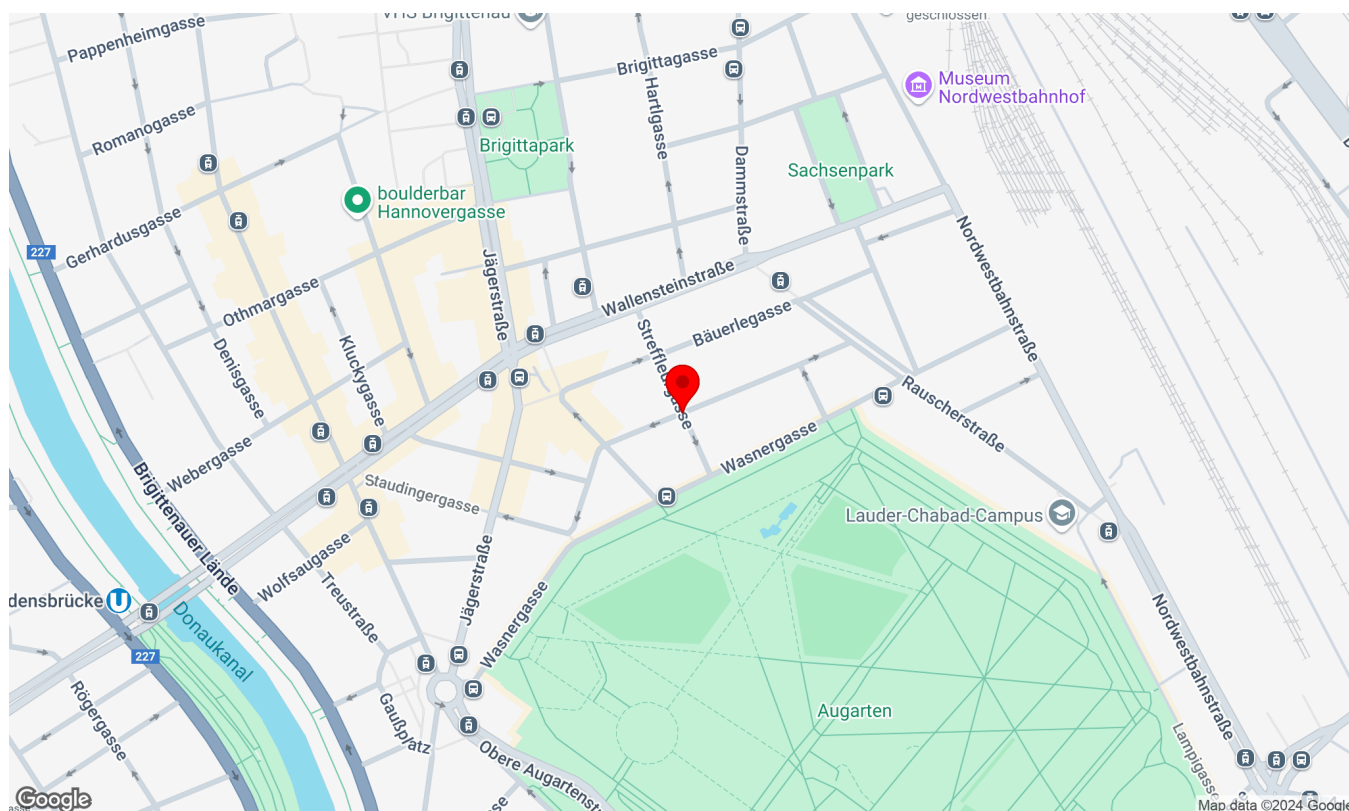 VHS Brigittenau
geschlossen
Pappenheimgasse
Brigittagasse
Hartlgasse
Museum
Nordwestbahnhof
Romanogasse
Brigittapark
Dammstraße
Sachsenpark
boulderbar
Hannovergasse
Gerhardusgasse
227
Jägerstraße
Nordwestbahnstraße
Othmargasse
Wallensteinstraße
Bäuerlegasse
Denisgasse
Kluckygasse
Rauscherstraße
Webergasse
Wasnergasse
Staudingergasse
Brigittenauer Lände
Lauder-Chabad-Campus
Wolfsaugasse
Treustraße
Jägerstraße
Wasnergasse
densbrücke
U
Donaukanal
227
Nordwestbahnstraße
Rögergasse
Gaußplatz
Augarten
Obere Augartenst
Lampigasse
Google
Map data ©2024 Google